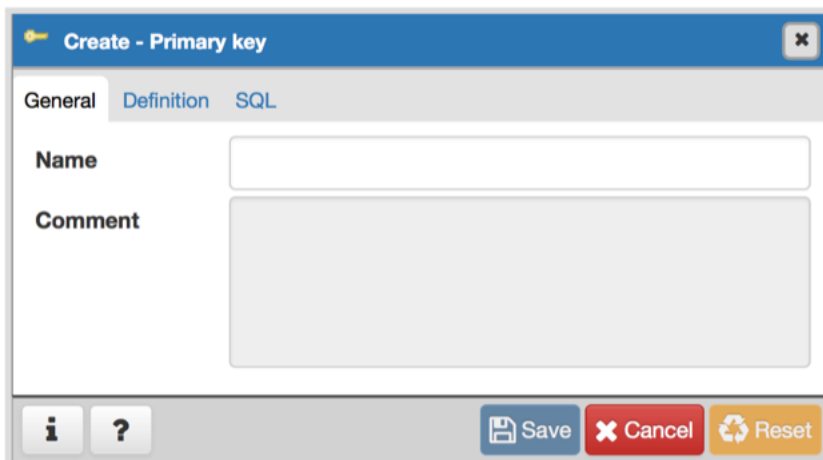 Create - Primary key
General Definition SQL
Name
Comment
i ? Save Cancel Reset